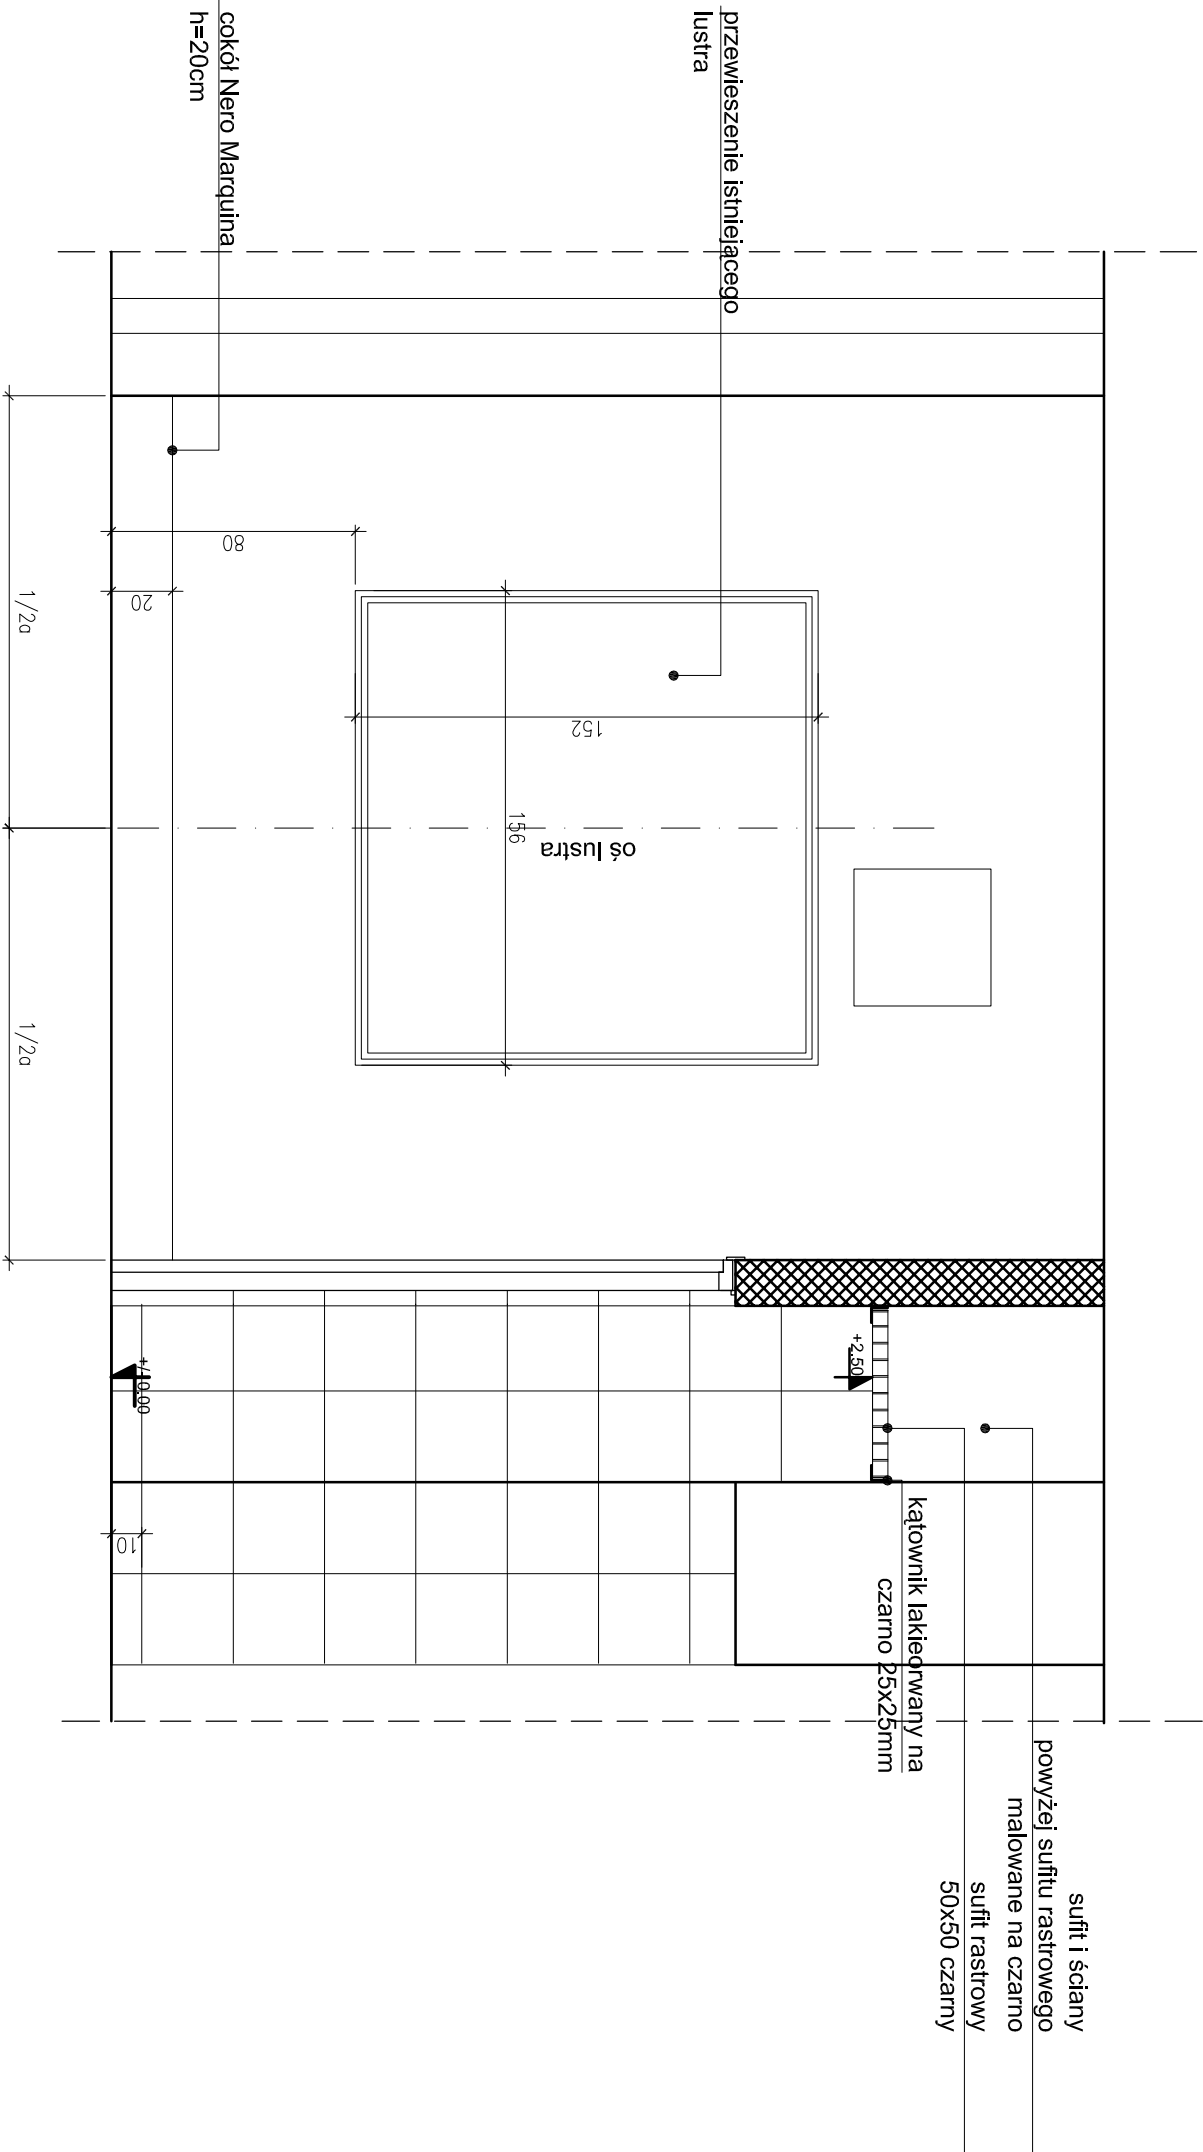 przewieszenie istniejącego
lustra
cokół Nero Marquina
h=20cm
sufit i ściany
powyżej sufitu rastrowego
malowane na czarno
sufit rastrowy
50x50 czarny
kątownik lakieorwany na
czarno 25x25mm
+2.50
+/-0.00
oś lustra
156
152
80
20
10
1/2a
1/2a